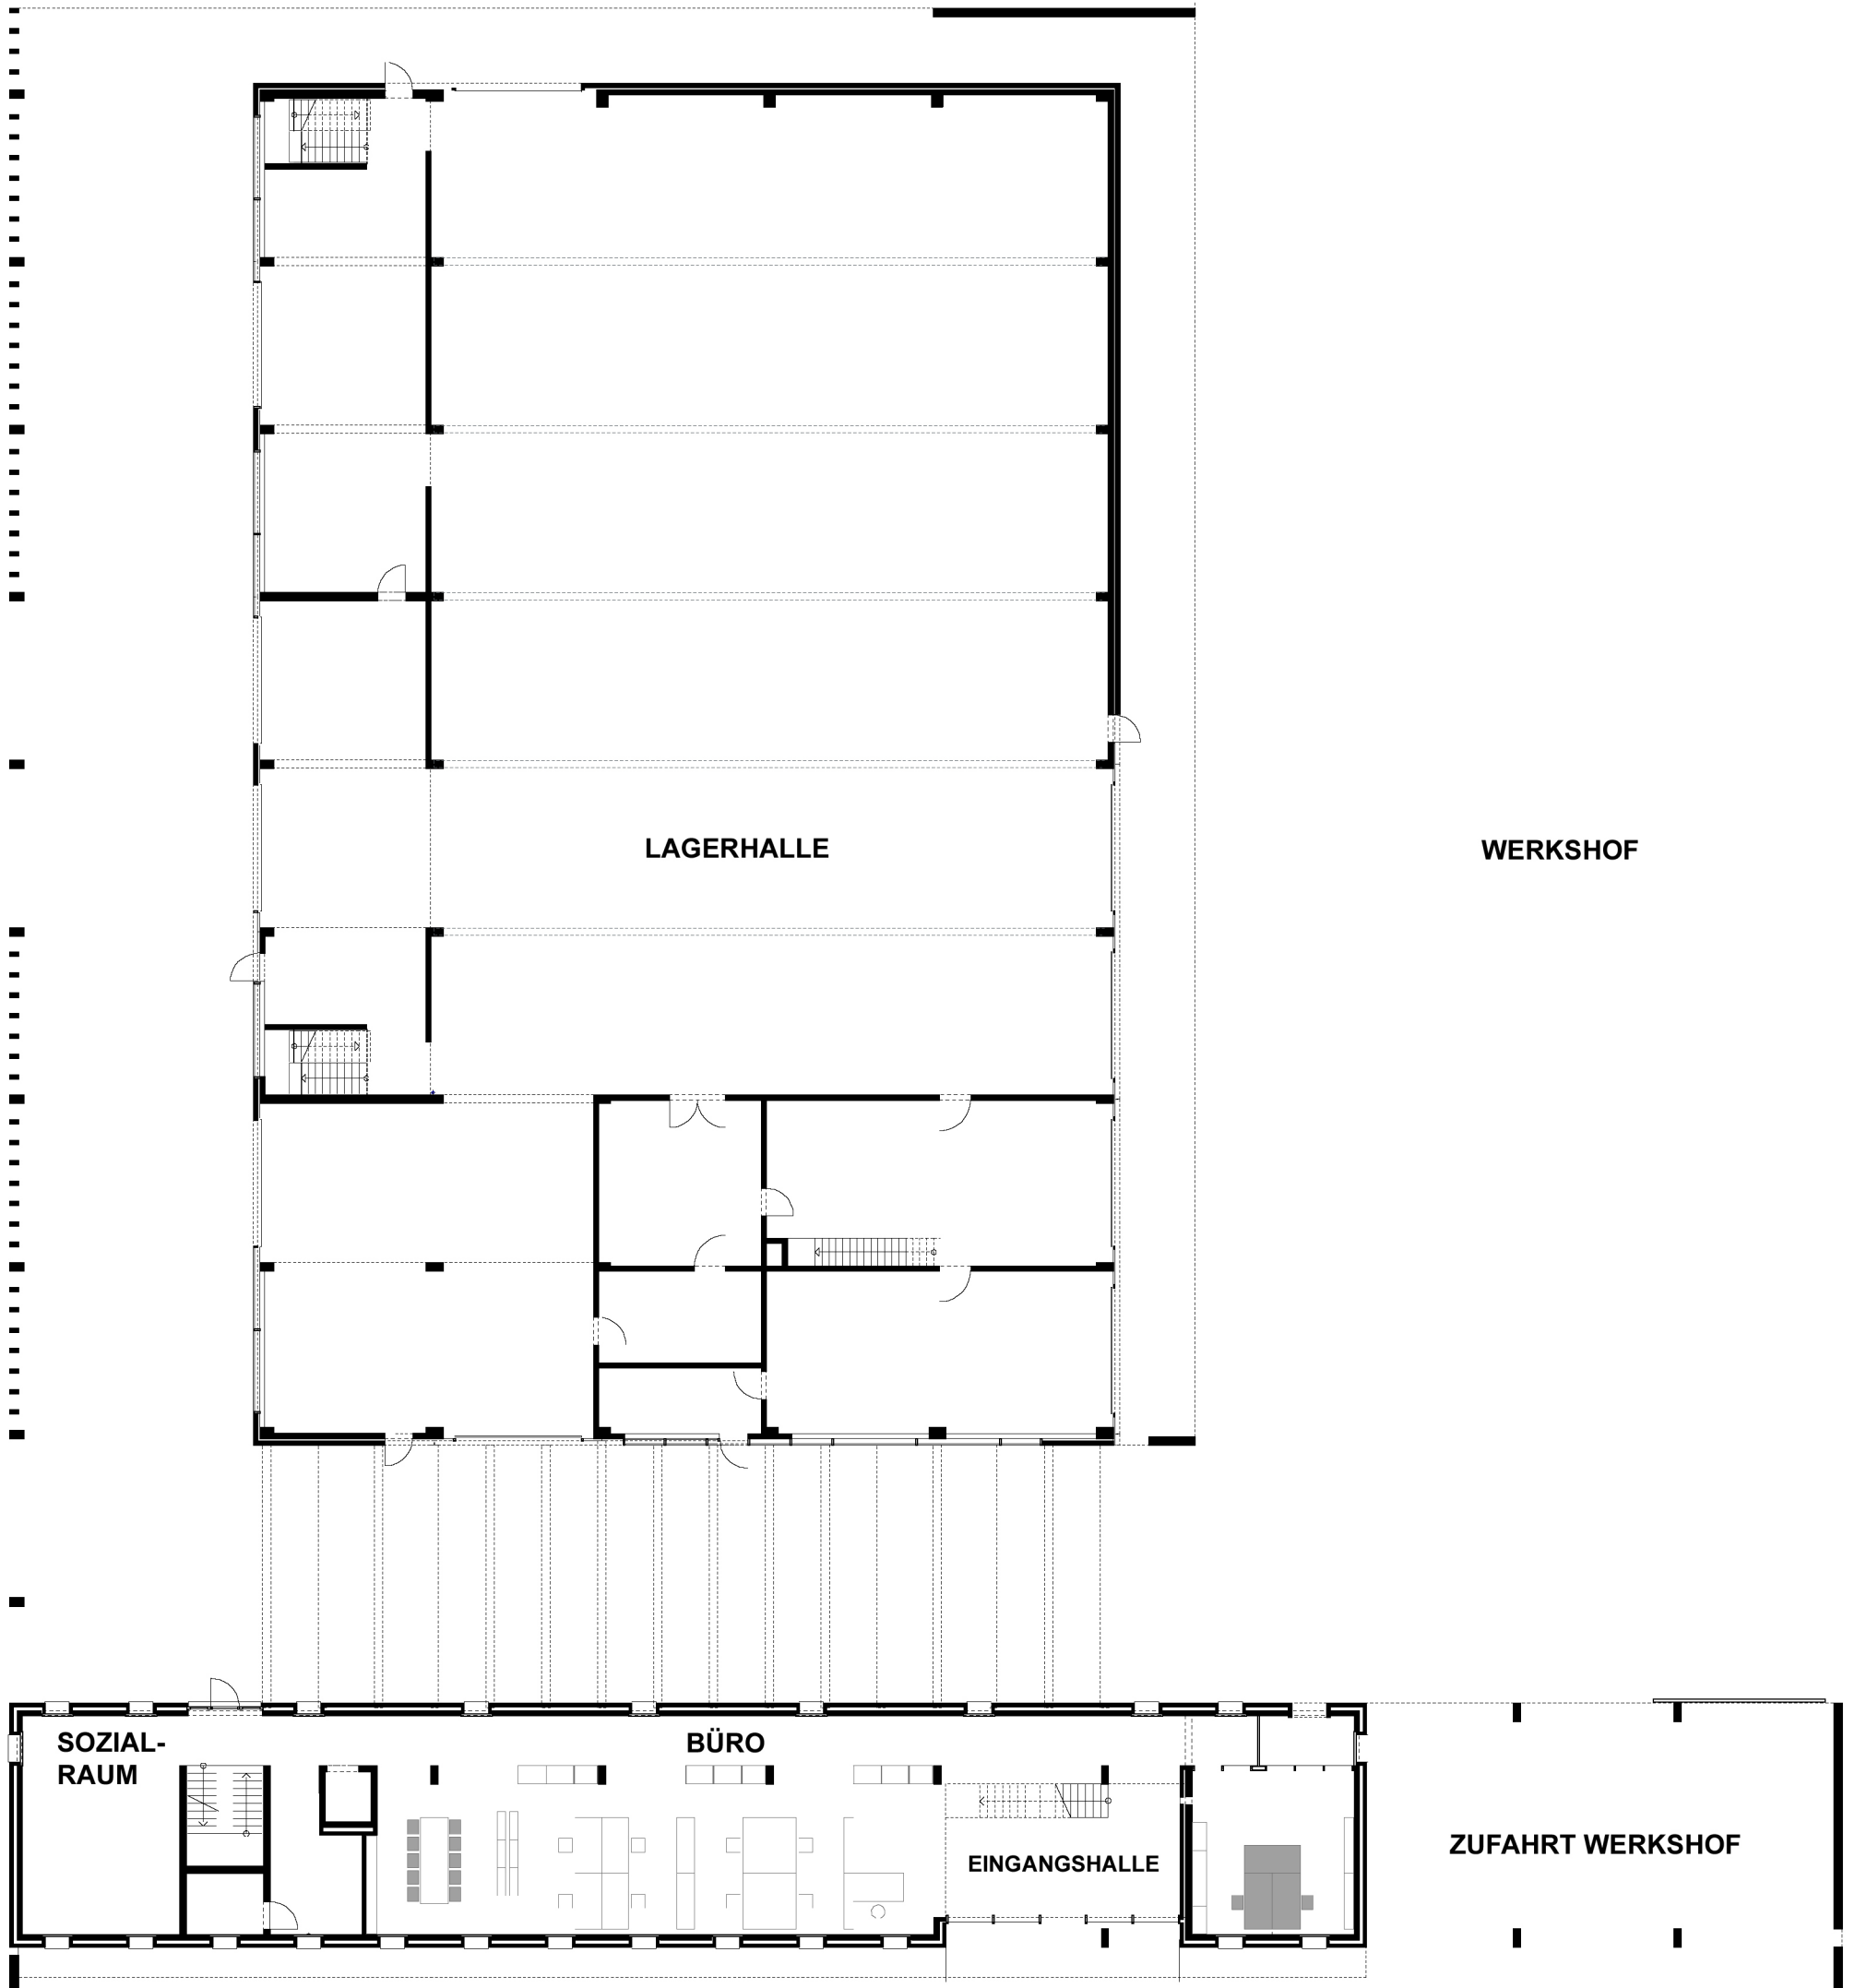 LAGERHALLE
WERKSHOF
SOZIAL-
RAUM
BÜRO
EINGANGSHALLE
ZUFAHRT WERKSHOF